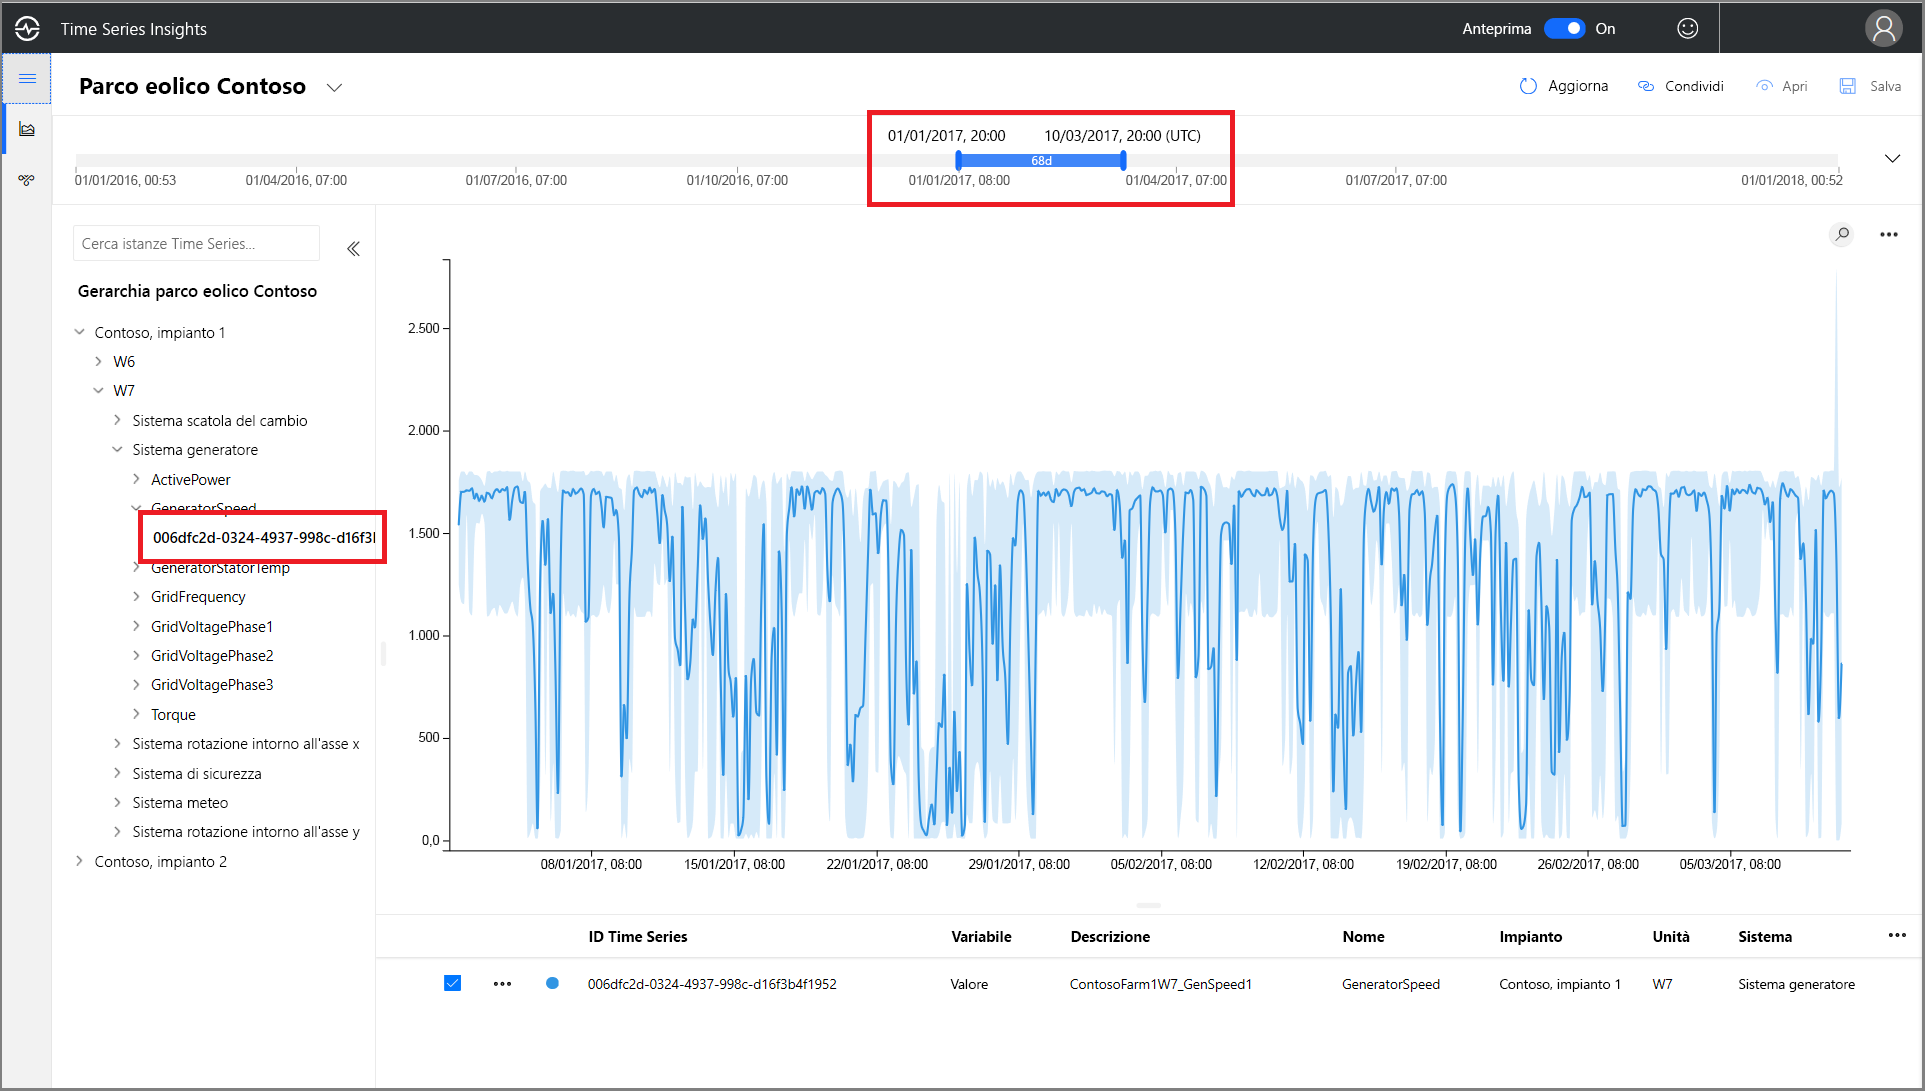 Time Series Insights
Anteprima On
Parco eolico Contoso
Aggiorna Condividi Apri Salva
01/01/2017, 20:00 10/03/2017, 20:00 (UTC)
68d
01/01/2016, 00:53 01/04/2016, 07:00 01/07/2016, 07:00 01/10/2016, 07:00 01/01/2017, 08:00 01/04/2017, 07:00 01/07/2017, 07:00 01/01/2018, 00:52
Cerca istanze Time Series...
Gerarchia parco eolico Contoso
Contoso, impianto 1
W6
W7
Sistema scatola del cambio
Sistema generatore
ActivePower
GeneratorSpeed
006dfc2d-0324-4937-998c-d16f3
GeneratorStatorTemp
GridFrequency
GridVoltagePhase1
GridVoltagePhase2
GridVoltagePhase3
Torque
Sistema rotazione intorno all'asse x
Sistema di sicurezza
Sistema meteo
Sistema rotazione intorno all'asse y
Contoso, impianto 2
2.500
2.000
1.500
1.000
500
0,0
08/01/2017, 08:00 15/01/2017, 08:00 22/01/2017, 08:00 29/01/2017, 08:00 05/02/2017, 08:00 12/02/2017, 08:00 19/02/2017, 08:00 26/02/2017, 08:00 05/03/2017, 08:00
ID Time Series Variabile Descrizione Nome Impianto Unità Sistema
006dfc2d-0324-4937-998c-d16f3b4f1952 Valore ContosoFarm1W7_GenSpeed1 GeneratorSpeed Contoso, impianto 1 W7 Sistema generatore